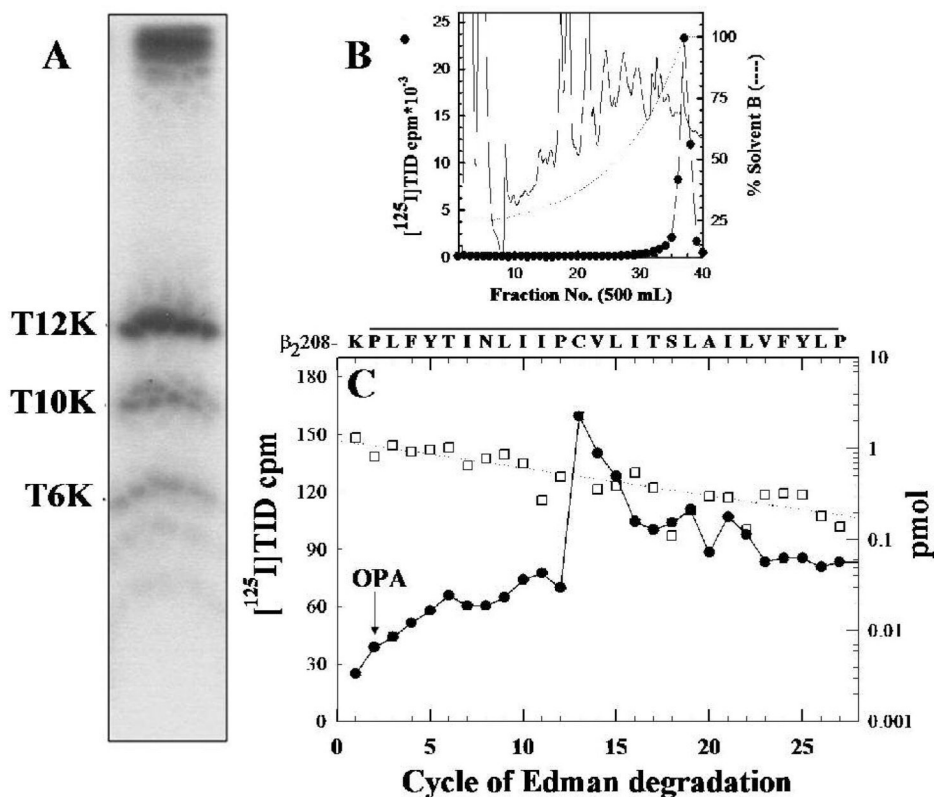 A
T12K
T10K
T6K
B
[125I]TID cpm*10-3
25
20
15
10
5
0
100
75
50
25
% Solvent B (----)
10 20 30 40
Fraction No. (500 mL)
β2208- K P L F Y T I N L I I P C V L I T S L A I L V F Y L P
C
[125I]TID cpm
180
150
120
90
60
30
0
OPA
10
1
0.1
0.01
0.001
pmol
0 5 10 15 20 25
Cycle of Edman degradation